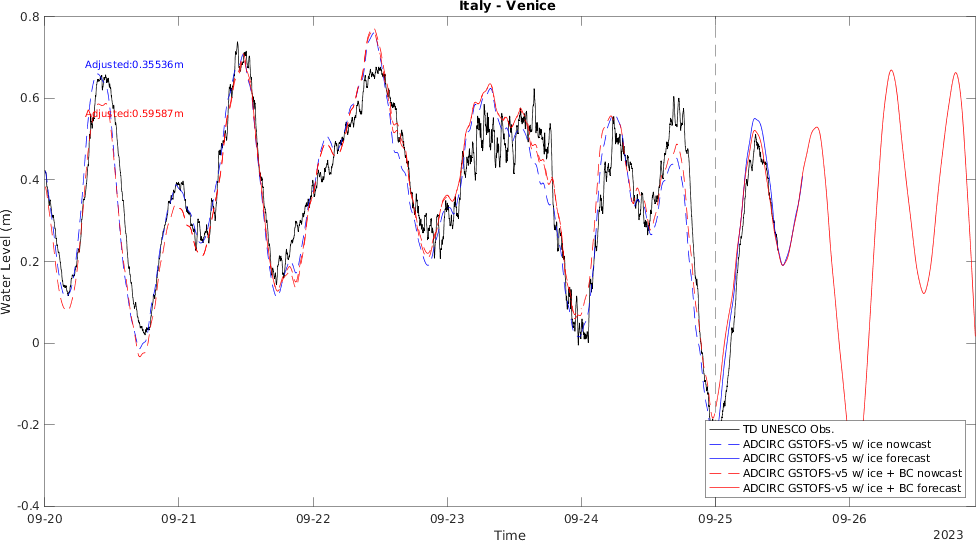 Italy - Venice
0.8
0.6
0.4
0.2
0
-0.2
-0.4
Water Level (m)
Adjusted:0.35536m
Adjusted:0.59587m
TD UNESCO Obs.
ADCIRC GSTOFS-v5 w/ ice nowcast
ADCIRC GSTOFS-v5 w/ ice forecast
ADCIRC GSTOFS-v5 w/ ice + BC nowcast
ADCIRC GSTOFS-v5 w/ ice + BC forecast
09-20 09-21 09-22 09-23 09-24 09-25 09-26
Time
2023